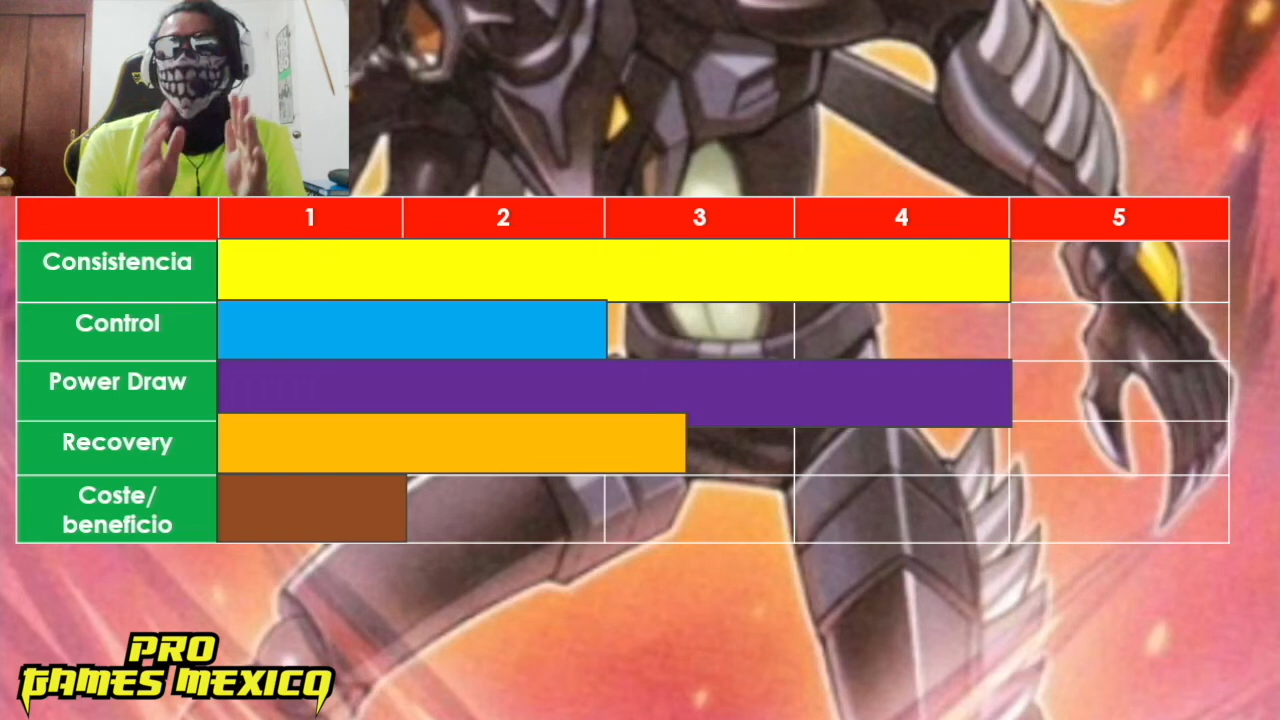 1 2 3 4 5
Consistencia
Control
Power Draw
Recovery
Coste/
beneficio
PRO
GAMES MEXICO